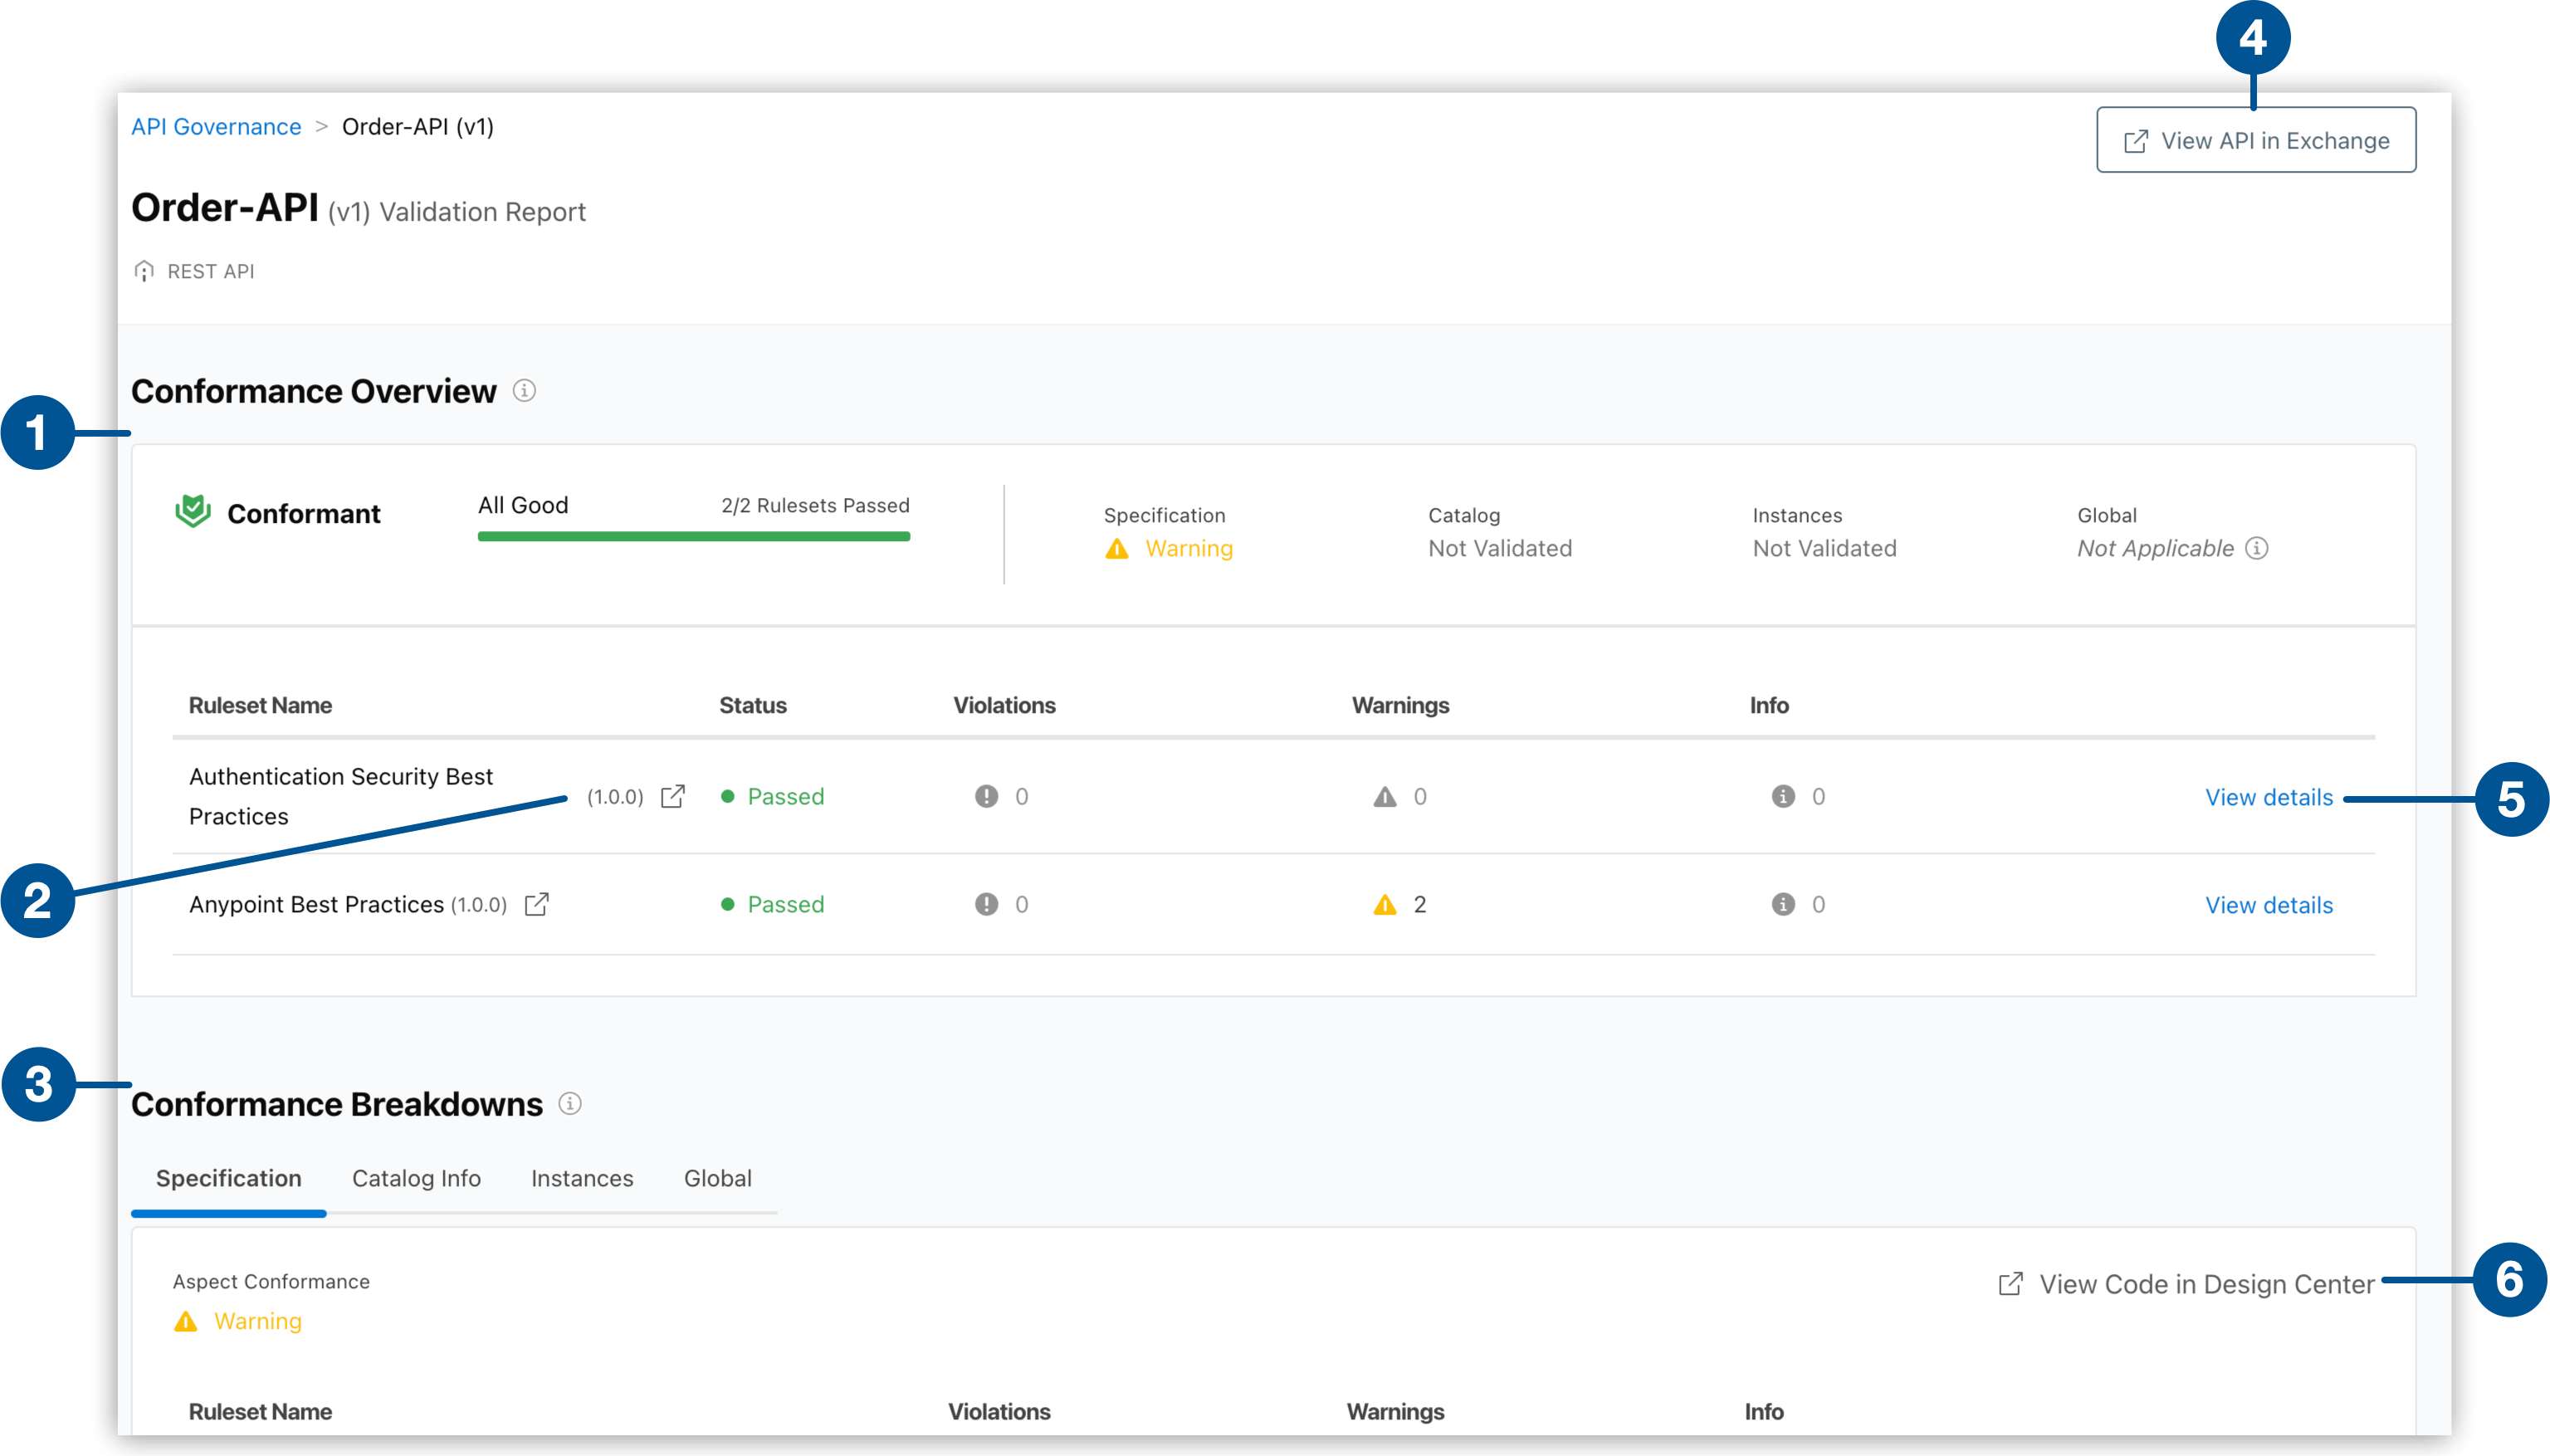 4
API Governance > Order-API (v1)
View API in Exchange
Order-API (v1) Validation Report
REST API
Conformance Overview
1
Conformant
All Good
2/2 Rulesets Passed
Specification
Warning
Catalog
Not Validated
Instances
Not Validated
Global
Not Applicable
Ruleset Name Status Violations Warnings Info
Authentication Security Best
Practices
(1.0.0) Passed 0 0 0 View details
5
2
Anypoint Best Practices (1.0.0) Passed 0 2 0 View details
3
Conformance Breakdowns
Specification Catalog Info Instances Global
Aspect Conformance
Warning
View Code in Design Center
6
Ruleset Name Violations Warnings Info